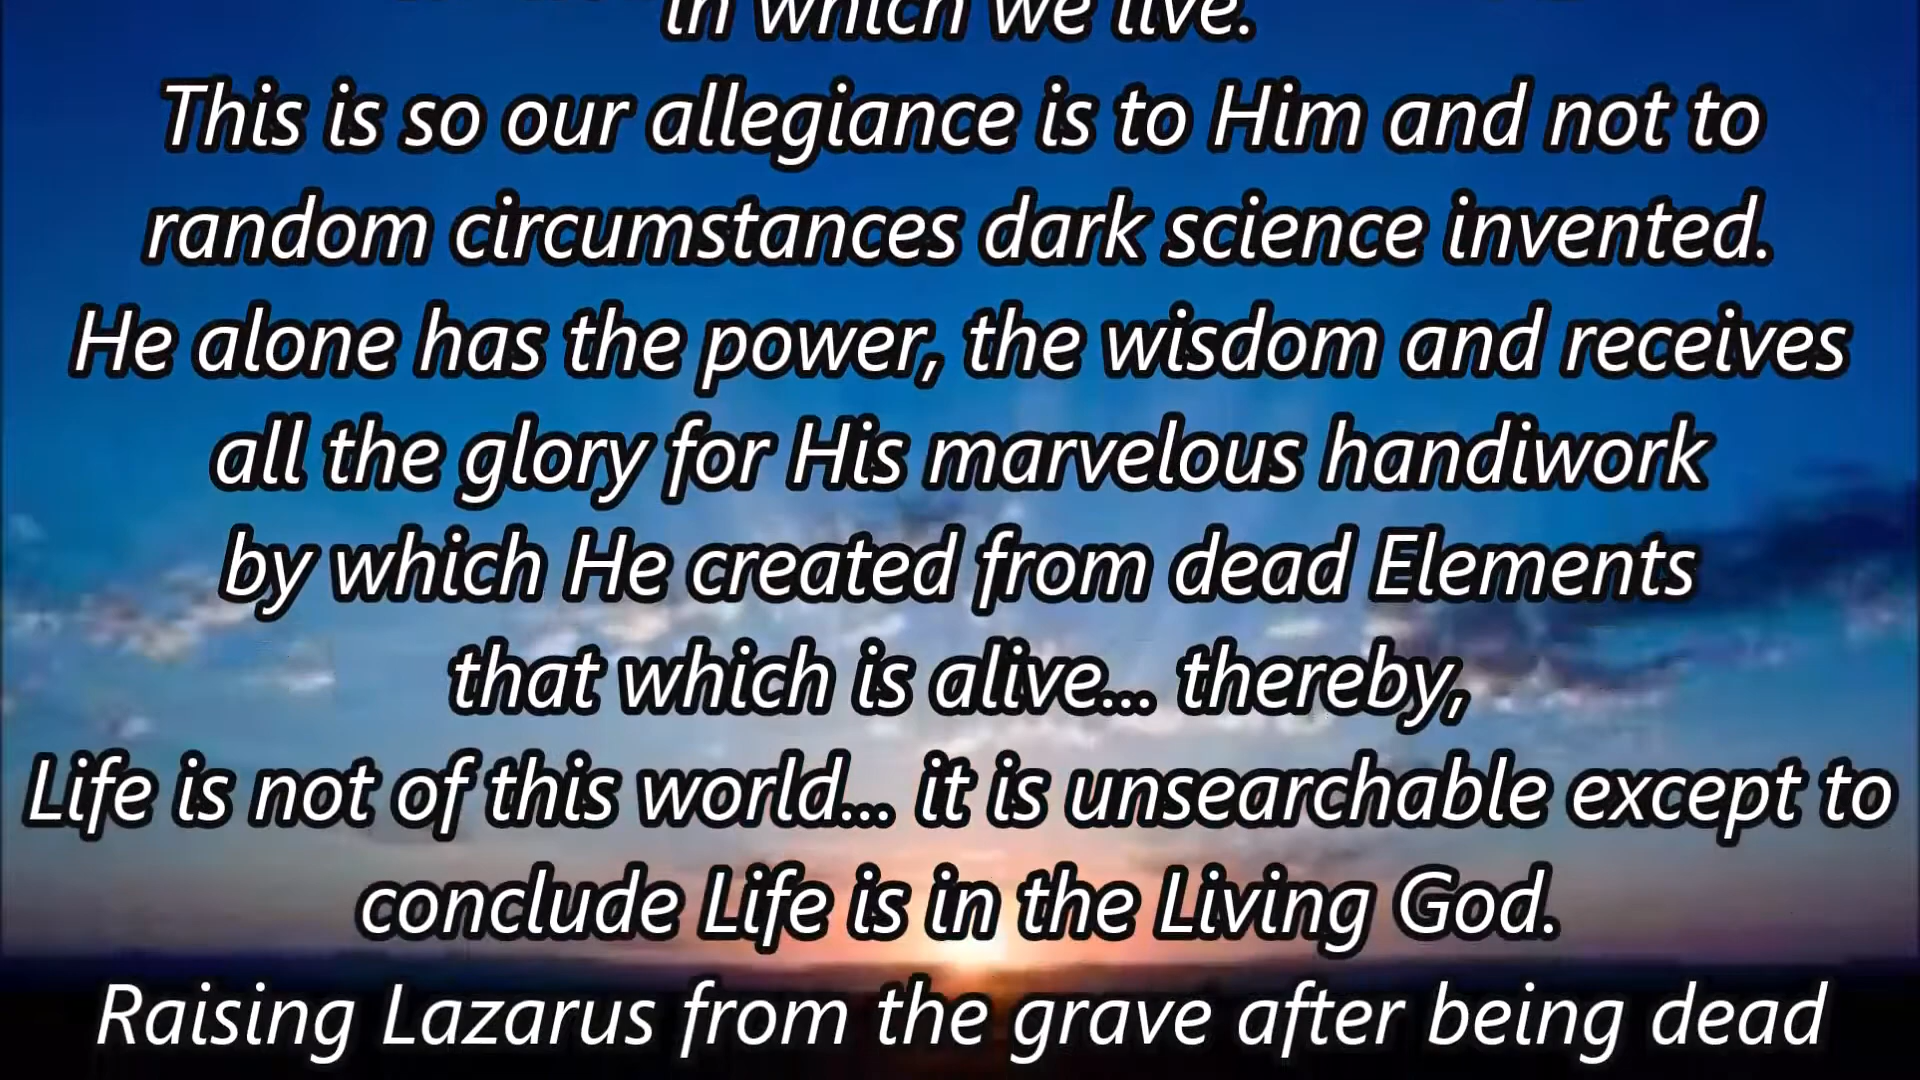 in which we live.
This is so our allegiance is to Him and not to
random circumstances dark science invented.
He alone has the power, the wisdom and receives
all the glory for His marvelous handiwork
by which He created from dead Elements
that which is alive... thereby,
Life is not of this world... it is unsearchable except to
conclude Life is in the Living God.
Raising Lazarus from the grave after being dead